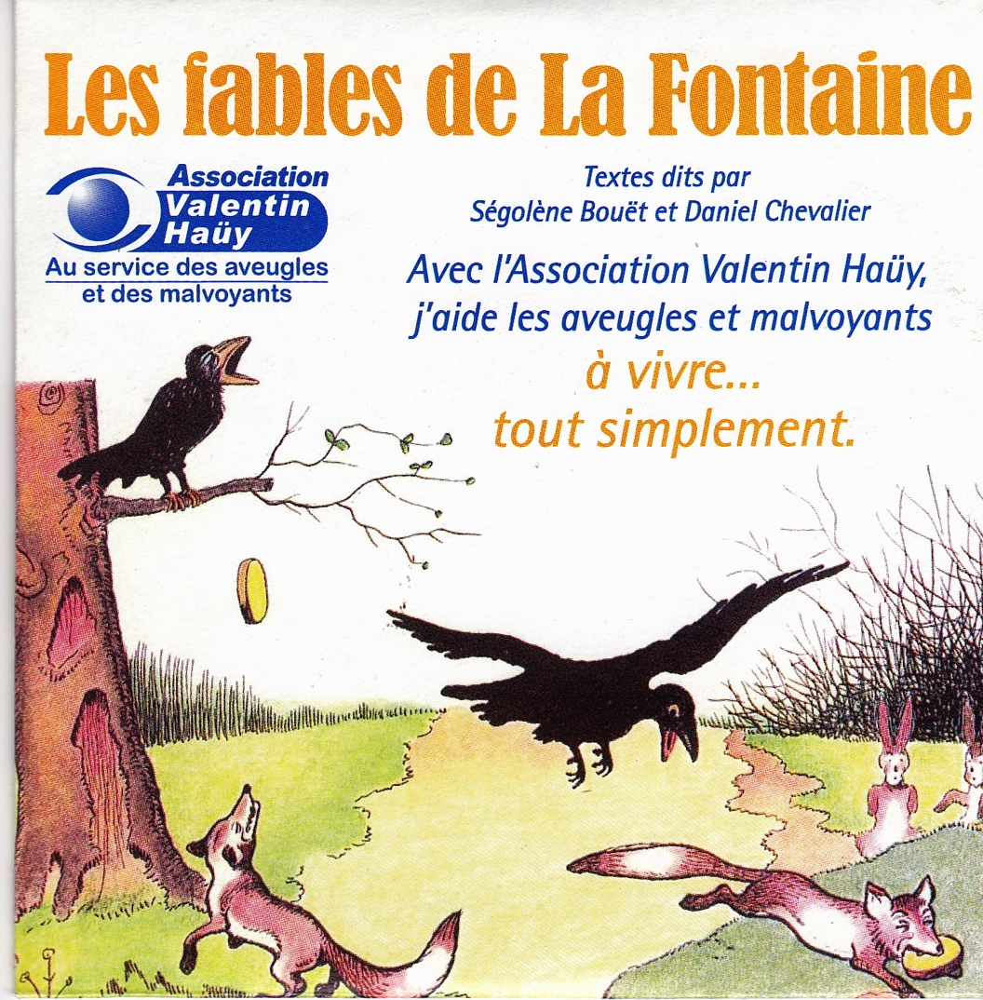 Les fables de La Fontaine
Association
Valentin
Haüy
Au service des aveugles
et des malvoyants
Textes dits par
Ségolène Bouët et Daniel Chevalier
Avec l'Association Valentin Haüy,
j'aide les aveugles et malvoyants
à vivre...
tout simplement.